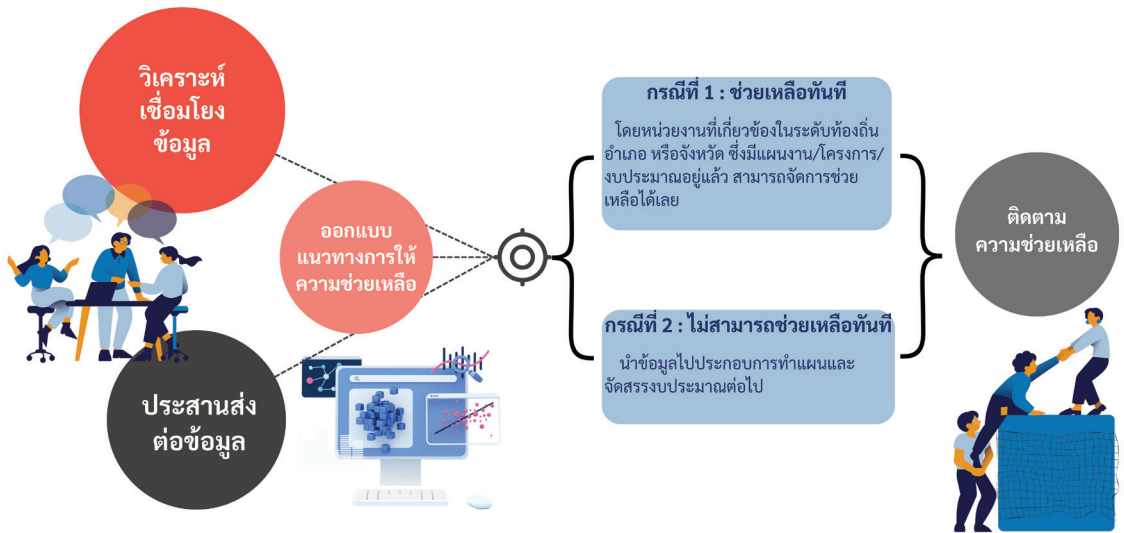 วิเคราะห์
เชื่อมโยง
ข้อมูล
ออกแบบ
แนวทางการให้
ความช่วยเหลือ
ประสานส่ง
ต่อข้อมูล
กรณีที่ 1 : ช่วยเหลือทันที
โดยหน่วยงานที่เกี่ยวข้องในระดับท้องถิ่น
อำเภอ หรือจังหวัด ซึ่งมีแผนงาน/โครงการ/
งบประมาณอยู่แล้ว สามารถจัดการช่วย
เหลือได้เลย
กรณีที่ 2 : ไม่สามารถช่วยเหลือทันที
นำข้อมูลไปประกอบการทำแผนและ
จัดสรรงบประมาณต่อไป
ติดตาม
ความช่วยเหลือ